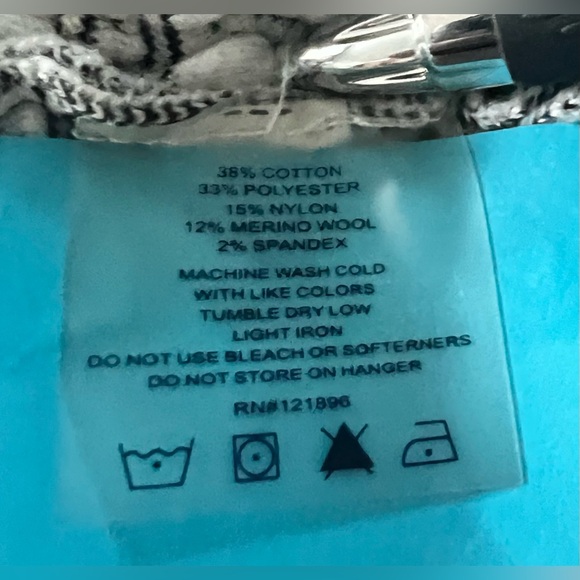 38% COTTON
33% POLYESTER
15% NYLON
12% MERINO WOOL
2% SPANDEX
MACHINE WASH COLD
WITH LIKE COLORS
TUMBLE DRY LOW
LIGHT IRON
DO NOT USE BLEACH OR SOFTERNERS
DO NOT STORE ON HANGER
RN#121896